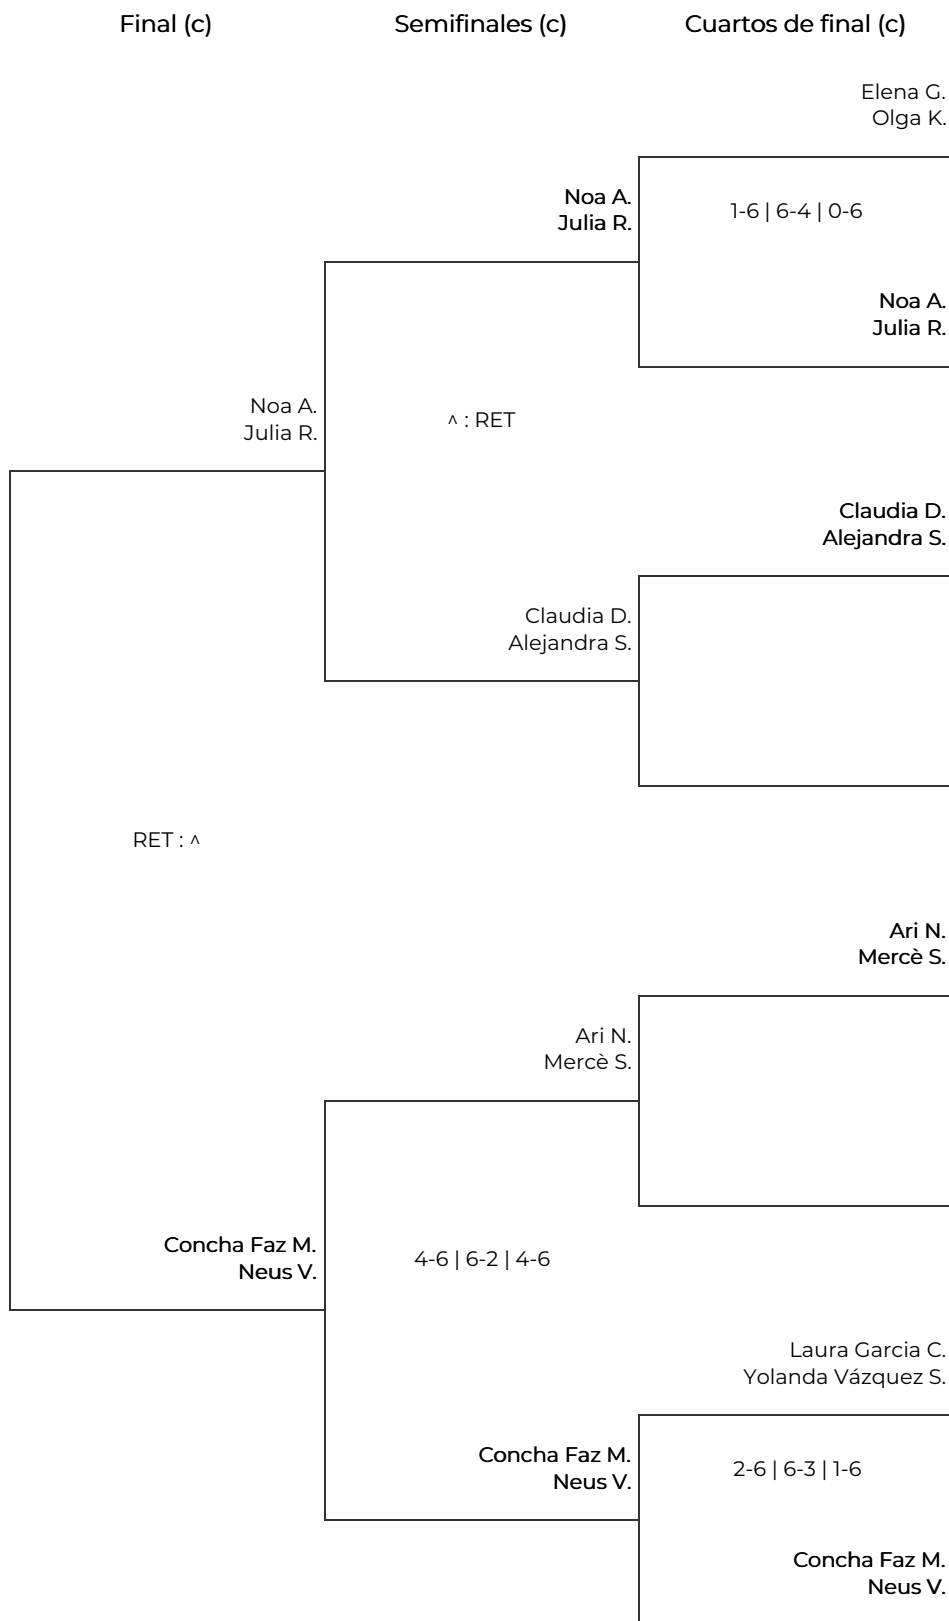 Final (c)
Semifinales (c)
Cuartos de final (c)
Elena G.
Olga K.
Noa A.
Julia R.
1-6 | 6-4 | 0-6
Noa A.
Julia R.
Noa A.
Julia R.
^ : RET
Claudia D.
Alejandra S.
Claudia D.
Alejandra S.
RET : ^
Ari N.
Mercè S.
Ari N.
Mercè S.
Concha Faz M.
Neus V.
4-6 | 6-2 | 4-6
Laura Garcia C.
Yolanda Vázquez S.
Concha Faz M.
Neus V.
2-6 | 6-3 | 1-6
Concha Faz M.
Neus V.